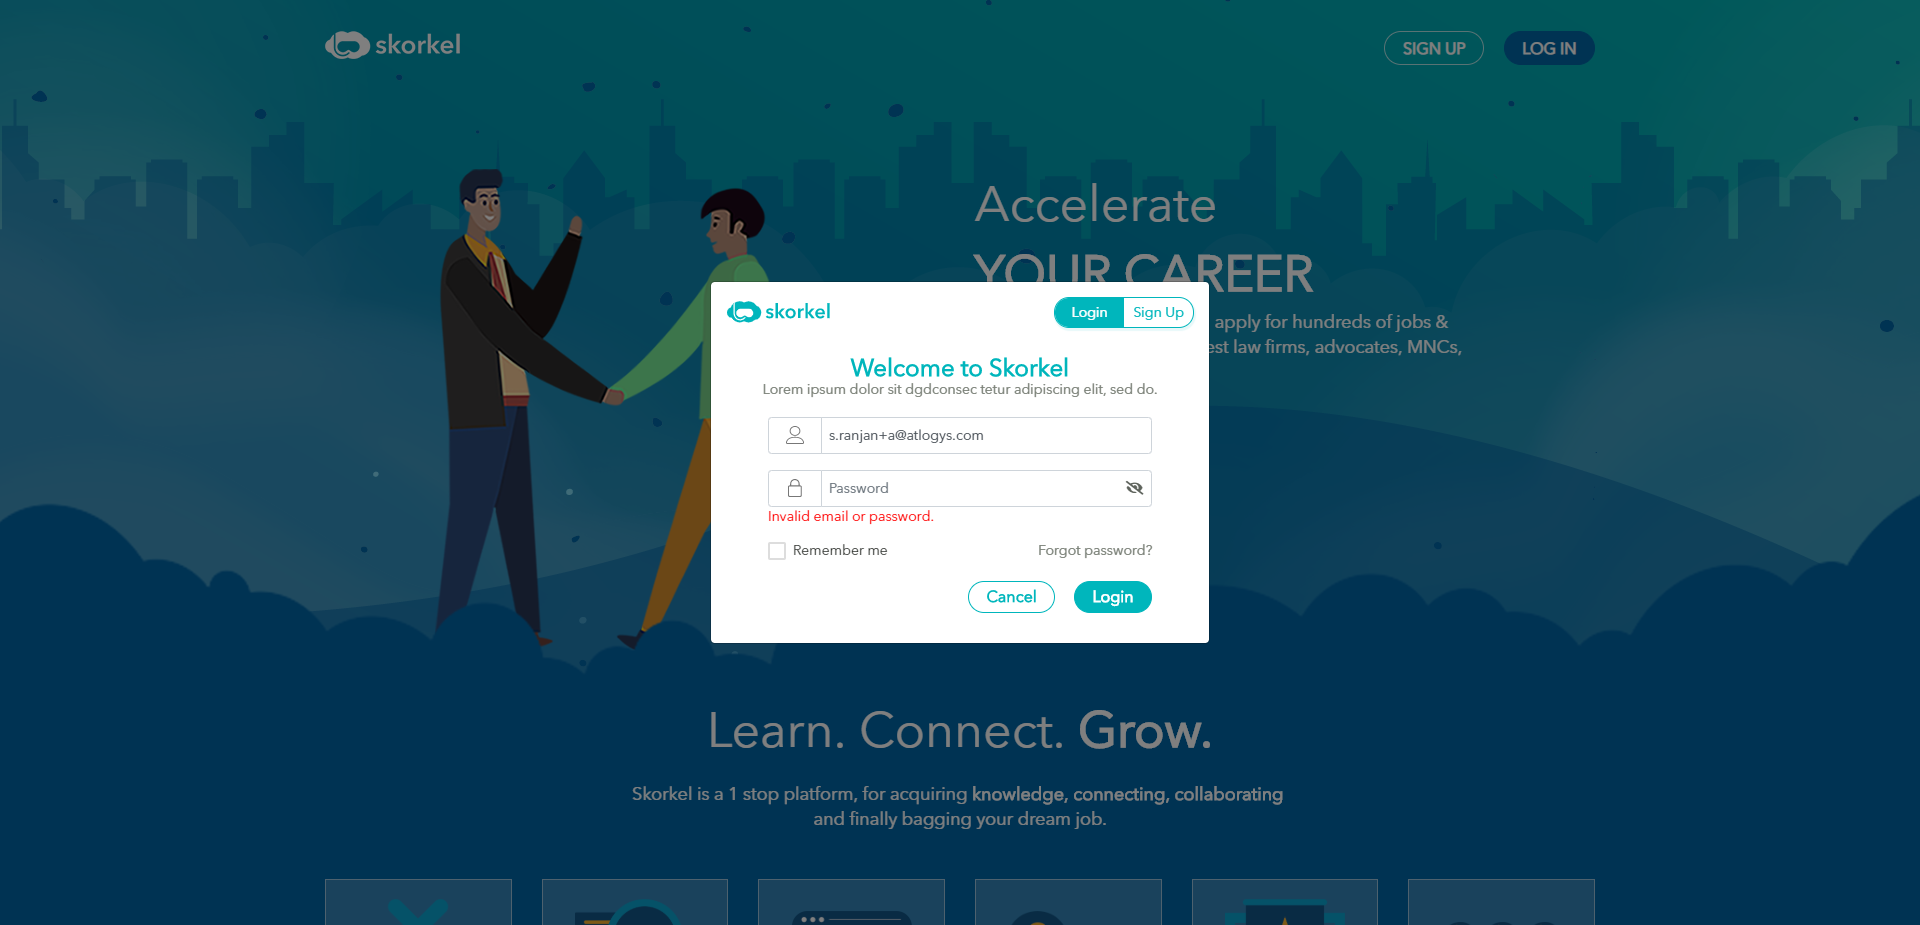 skorkel
SIGN UP
LOG IN
Accelerate
YOUR CAREER
apply for hundreds of jobs &
law firms, advocates, MNCs,
skorkel
Login
Sign Up
Welcome to Skorkel
Lorem ipsum dolor sit dgdconsec tetur adipiscing elit, sed do.
s.ranjan+a@atlogys.com
Password
Invalid email or password.
Remember me
Forgot password?
Cancel
Login
Learn. Connect. Grow.
Skorkel is a 1 stop platform, for acquiring knowledge, connecting, collaborating
and finally bagging your dream job.